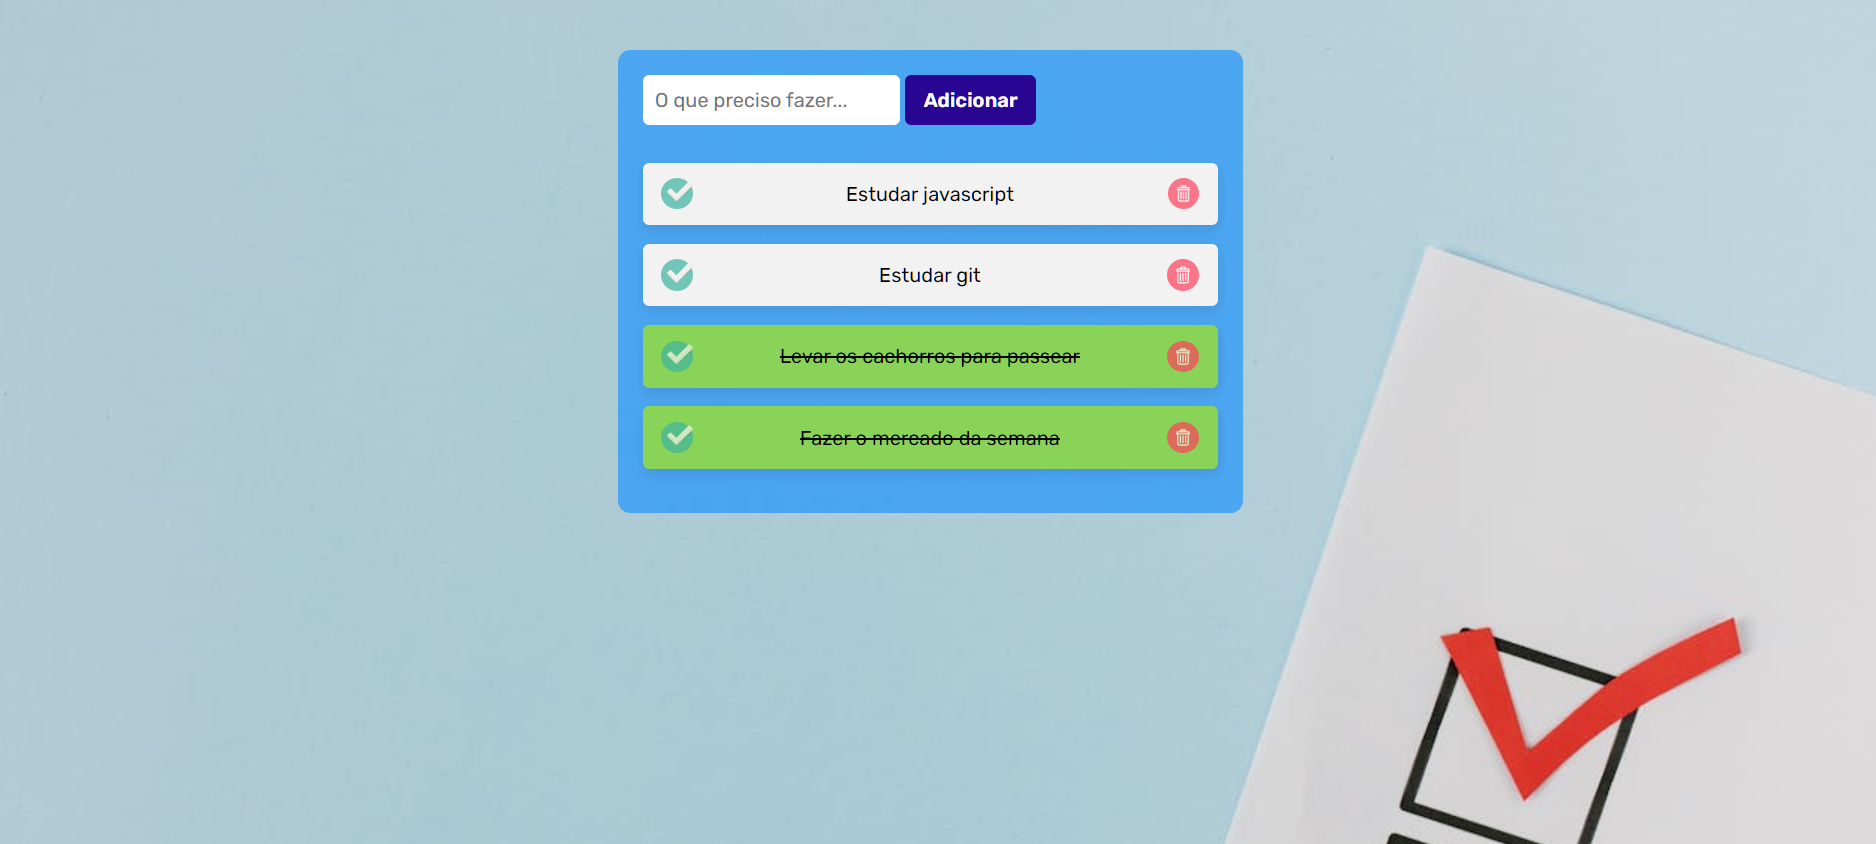 O que preciso fazer...
Adicionar
Estudar javascript
Estudar git
Levar os cachorros para passear
Fazer o mercado da semana